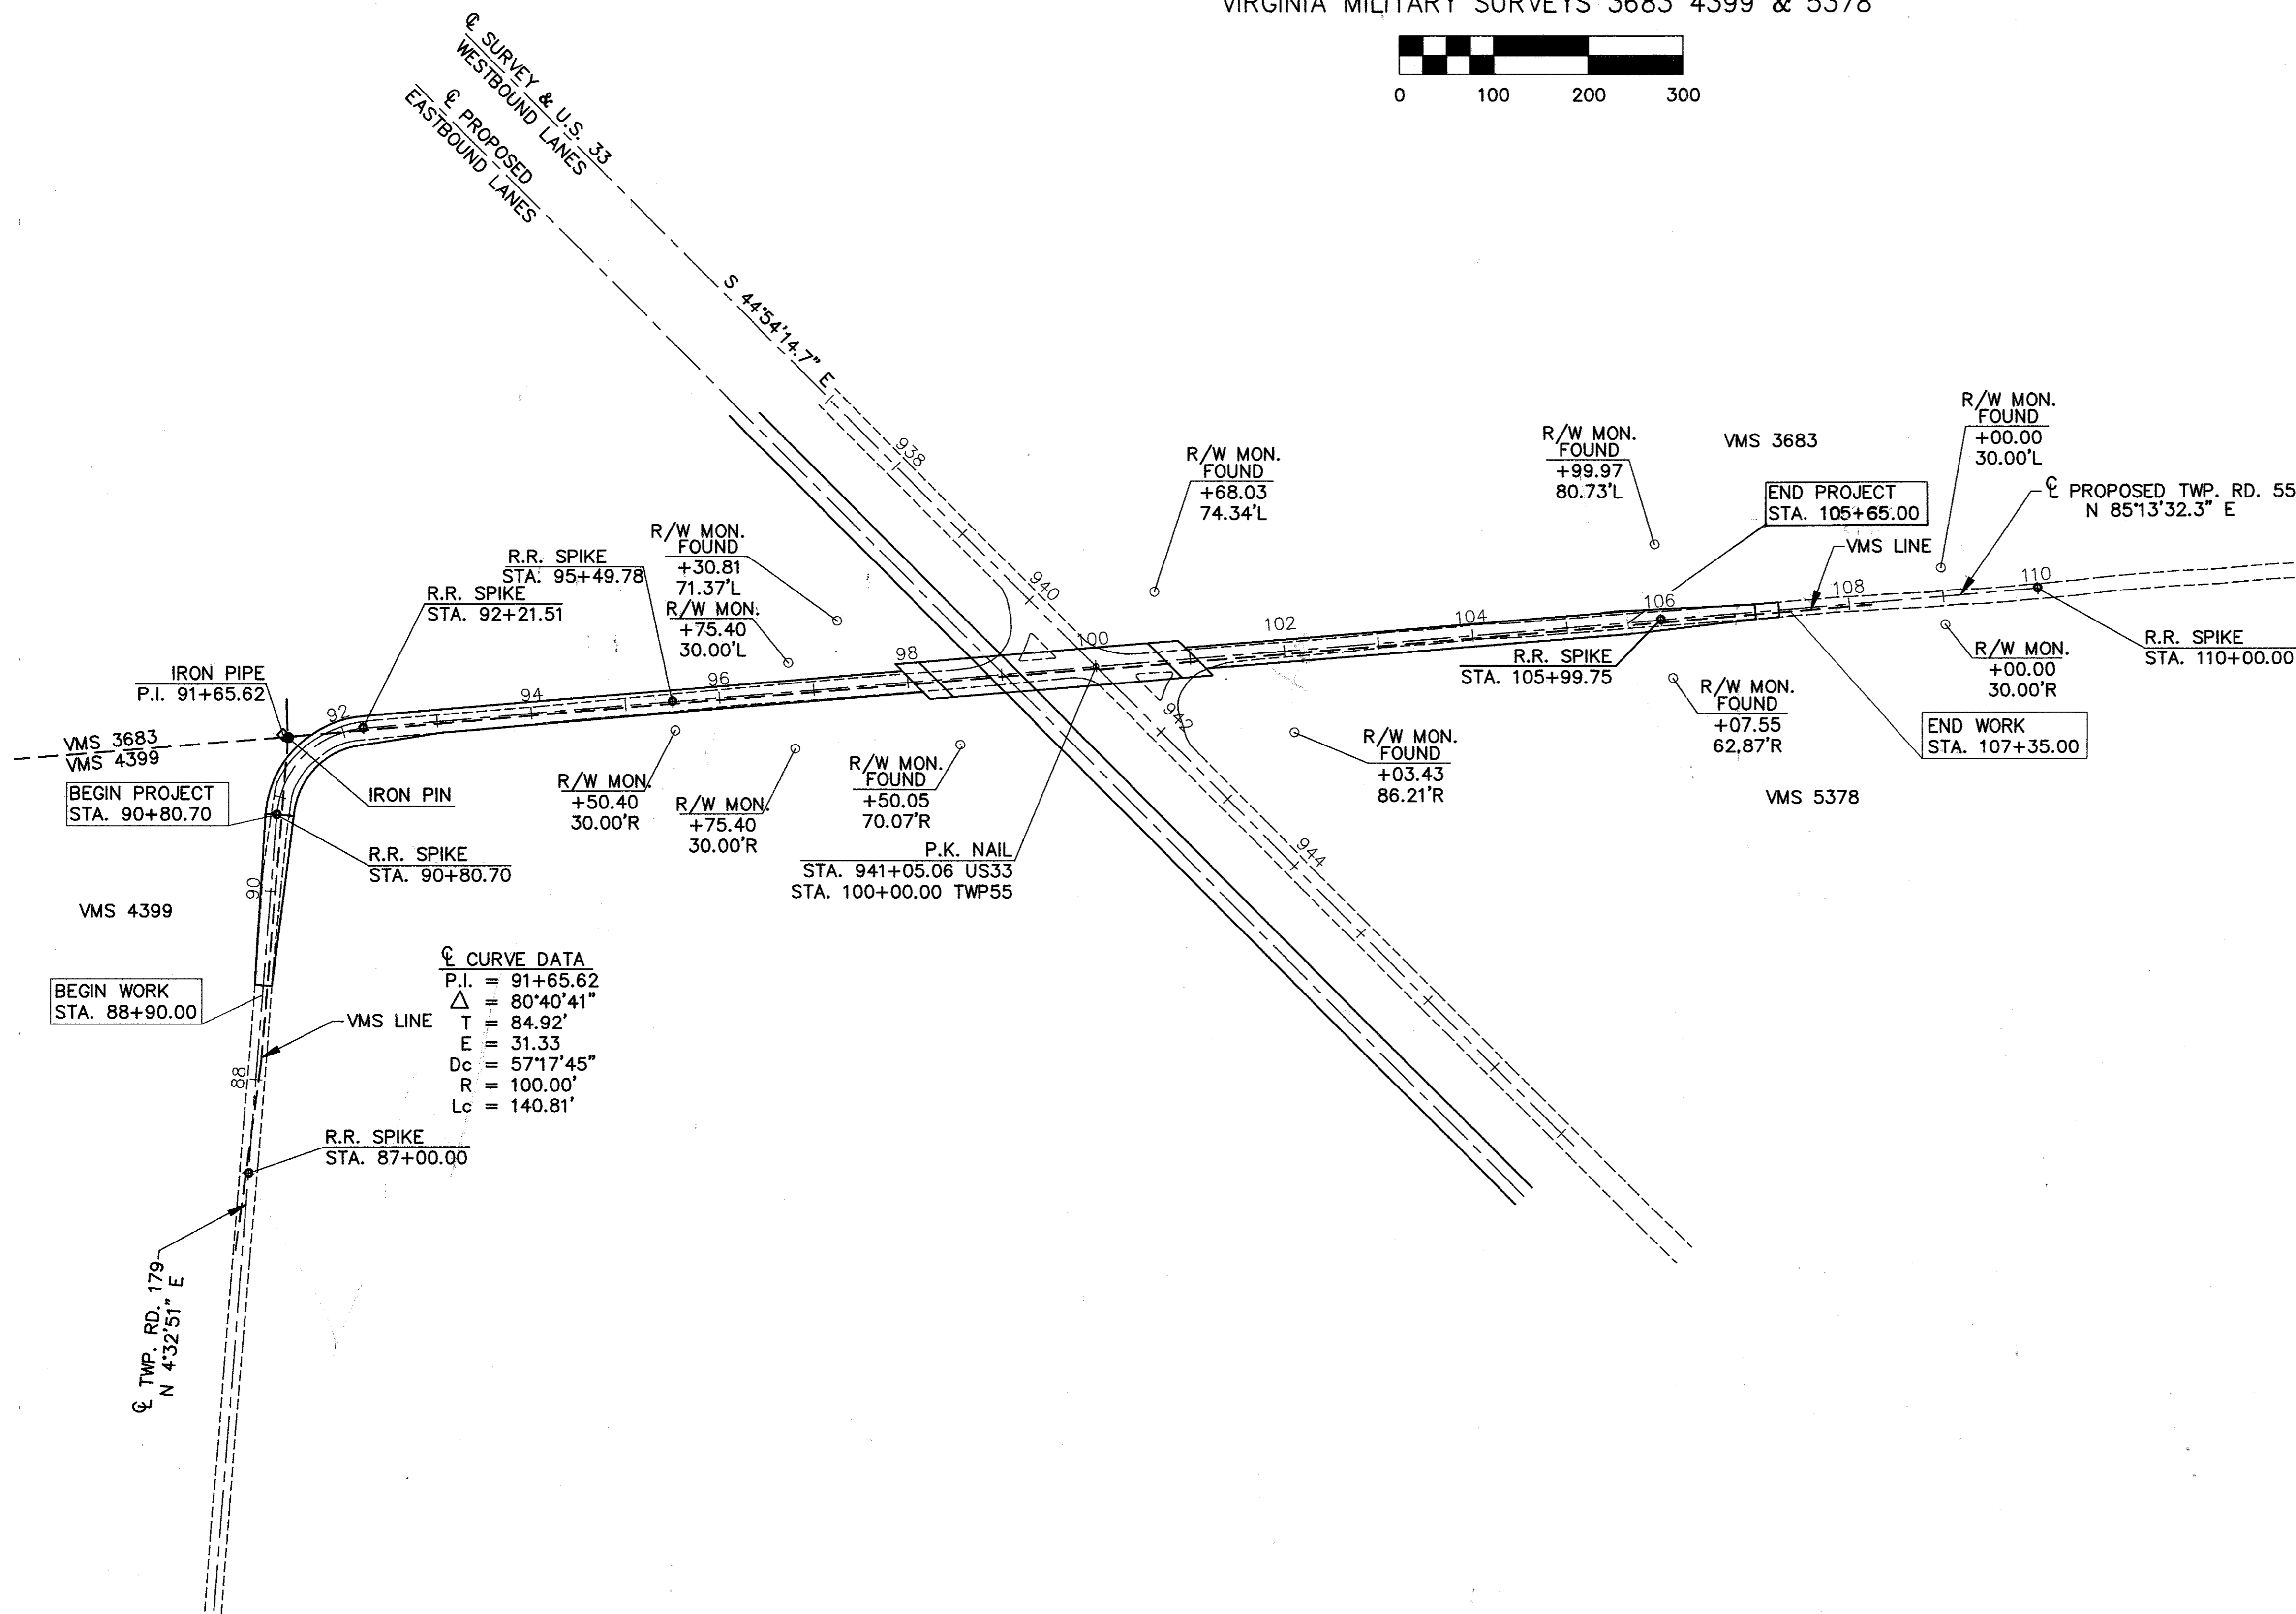 VIRGINIA MILITARY SURVEYS 3683 4399 & 5378
0 100 200 300
℄ SURVEY & U.S. 33
WESTBOUND LANES
℄ PROPOSED
EASTBOUND LANES
S 44°54'14.7" E
938
940
942
944
R/W MON.
FOUND
+68.03
74.34'L
R/W MON.
FOUND
+99.97
80.73'L
VMS 3683
R/W MON.
FOUND
+00.00
30.00'L
END PROJECT
STA. 105+65.00
℄ PROPOSED TWP. RD. 55
N 85°13'32.3" E
VMS LINE
R/W MON.
FOUND
+30.81
71.37'L
R/W MON.
+75.40
30.00'L
R.R. SPIKE
STA. 95+49.78
R.R. SPIKE
STA. 92+21.51
IRON PIPE
P.I. 91+65.62
VMS 3683
VMS 4399
88
90
92
94
96
98
100
102
104
106
108
110
R.R. SPIKE
STA. 105+99.75
R.R. SPIKE
STA. 110+00.00
R/W MON.
+00.00
30.00'R
R/W MON.
FOUND
+07.55
62.87'R
END WORK
STA. 107+35.00
BEGIN PROJECT
STA. 90+80.70
IRON PIN
R/W MON.
+50.40
30.00'R
R/W MON.
+75.40
30.00'R
R/W MON.
FOUND
+50.05
70.07'R
R/W MON.
FOUND
+03.43
86.21'R
VMS 5378
R.R. SPIKE
STA. 90+80.70
P.K. NAIL
STA. 941+05.06 US33
STA. 100+00.00 TWP55
VMS 4399
BEGIN WORK
STA. 88+90.00
VMS LINE
℄ CURVE DATA
P.I. = 91+65.62
△ = 80°40'41"
T = 84.92'
E = 31.33
Dc = 57°17'45"
R = 100.00'
Lc = 140.81'
R.R. SPIKE
STA. 87+00.00
℄ TWP. RD. 179
N 4°32'51" E